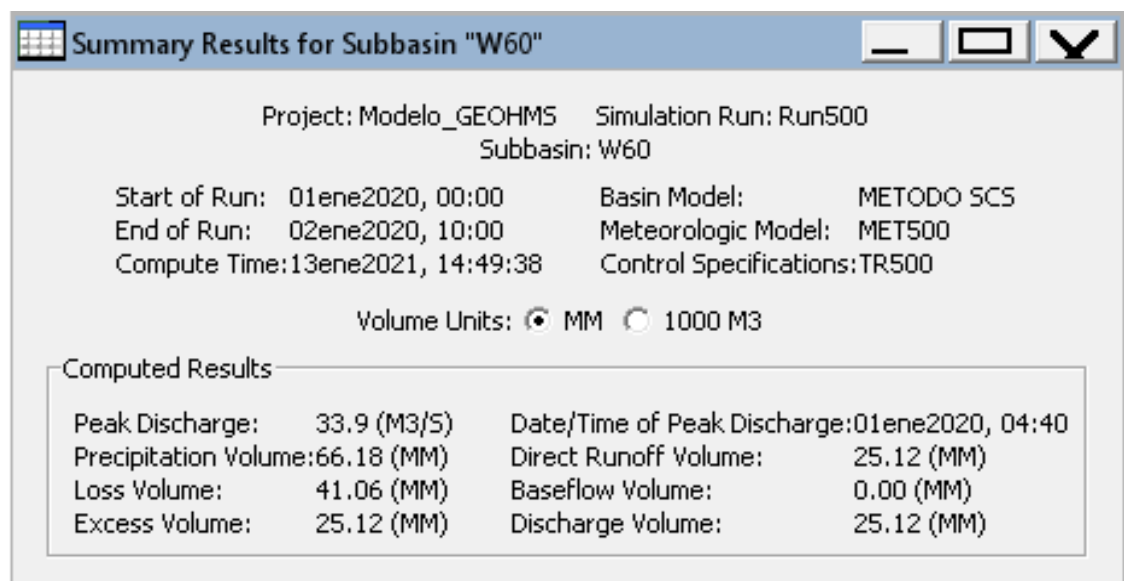 Summary Results for Subbasin "W60"
Project: Modelo_GEOHMS Simulation Run: Run500
Subbasin: W60
Start of Run: 01ene2020, 00:00 Basin Model: METODO SCS
End of Run: 02ene2020, 10:00 Meteorologic Model: MET500
Compute Time:13ene2021, 14:49:38 Control Specifications:TR500
Volume Units: MM 1000 M3
Computed Results
Peak Discharge: 33.9 (M3/S) Date/Time of Peak Discharge:01ene2020, 04:40
Precipitation Volume:66.18 (MM) Direct Runoff Volume: 25.12 (MM)
Loss Volume: 41.06 (MM) Baseflow Volume: 0.00 (MM)
Excess Volume: 25.12 (MM) Discharge Volume: 25.12 (MM)